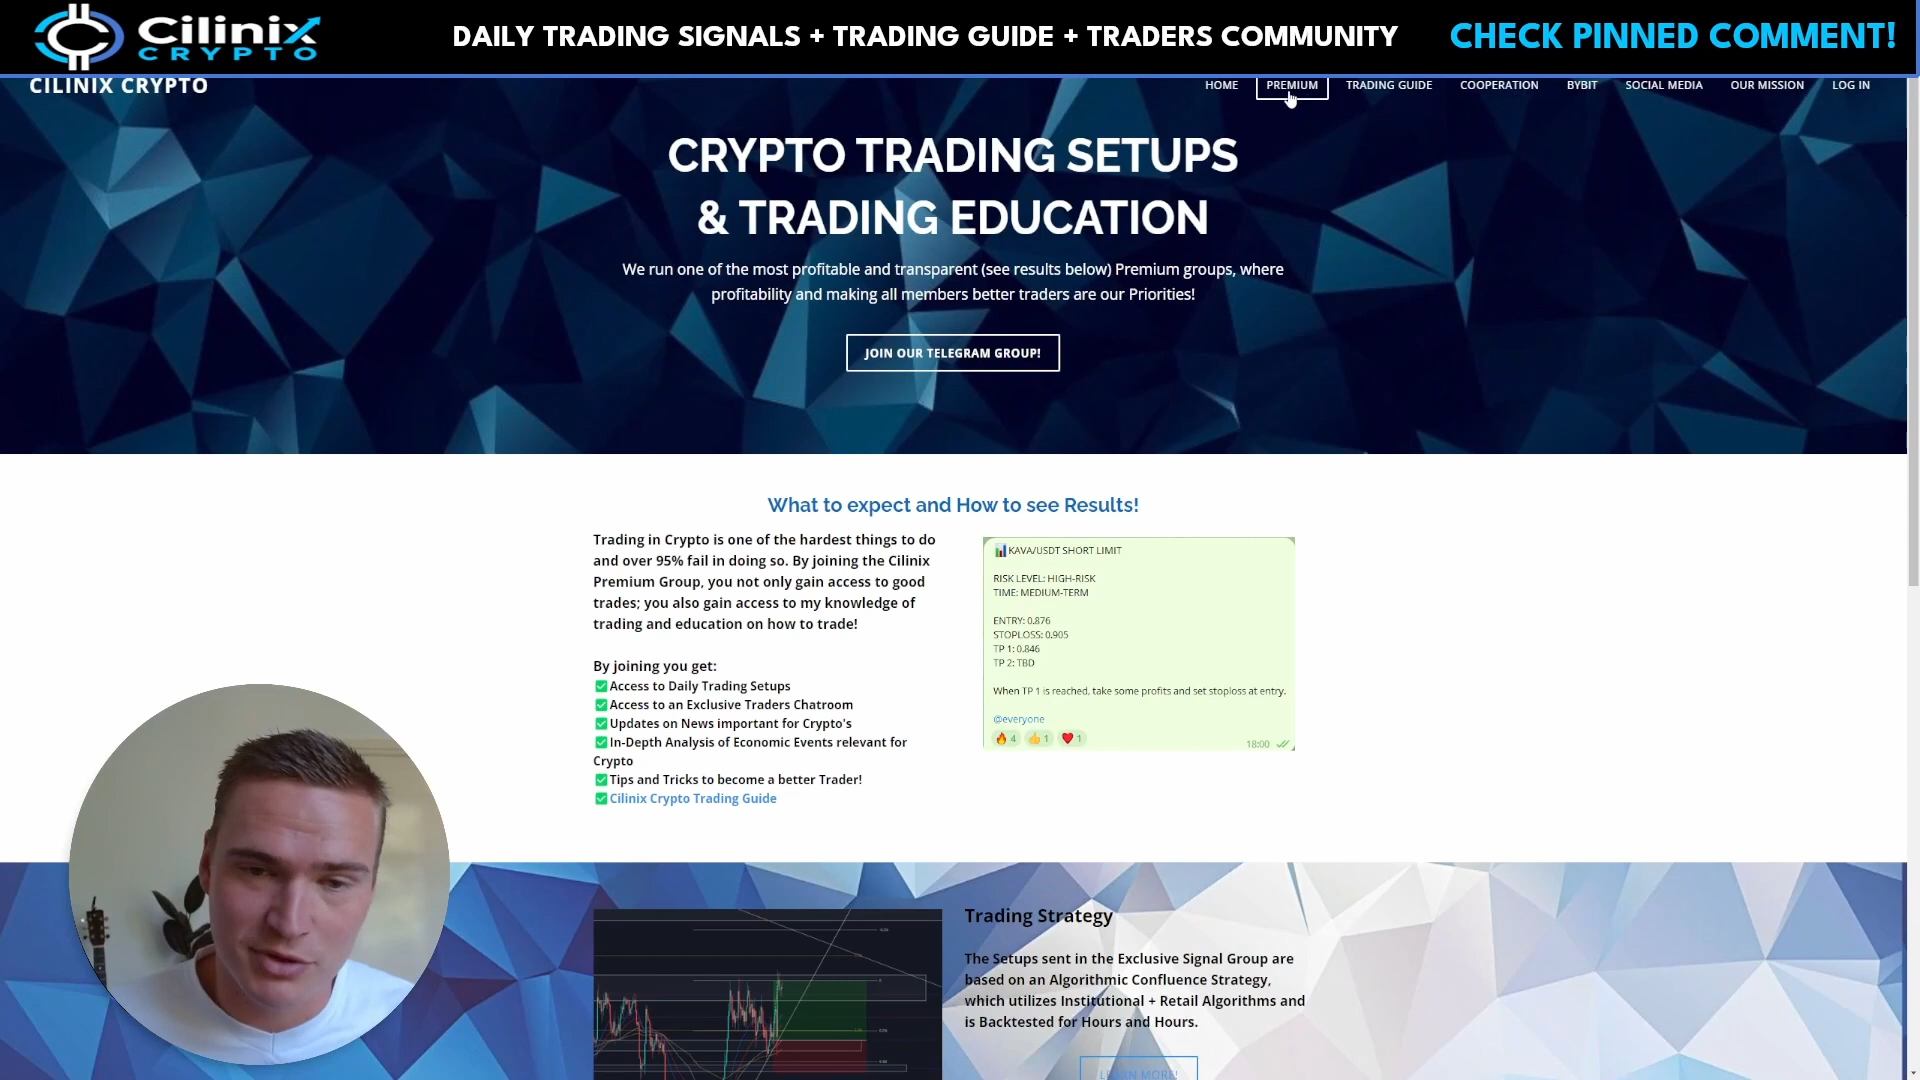 Cilinix
CRYPTO
DAILY TRADING SIGNALS + TRADING GUIDE + TRADERS COMMUNITY
CHECK PINNED COMMENT!
CILINIX CRYPTO
HOME
PREMIUM
TRADING GUIDE
COOPERATION
BYBIT
SOCIAL MEDIA
OUR MISSION
LOG IN
CRYPTO TRADING SETUPS
& TRADING EDUCATION
We run one of the most profitable and transparent (see results below) Premium groups, where
profitability and making all members better traders are our Priorities!
JOIN OUR TELEGRAM GROUP!
What to expect and How to see Results!
Trading in Crypto is one of the hardest things to do
and over 95% fail in doing so. By joining the Cilinix
Premium Group, you not only gain access to good
trades; you also gain access to my knowledge of
trading and education on how to trade!
By joining you get:
✅Access to Daily Trading Setups
✅Access to an Exclusive Traders Chatroom
✅Updates on News important for Crypto's
✅In-Depth Analysis of Economic Events relevant for
Crypto
✅Tips and Tricks to become a better Trader!
✅Cilinix Crypto Trading Guide
📊KAVA/USDT SHORT LIMIT
RISK LEVEL: HIGH-RISK
TIME: MEDIUM-TERM
ENTRY: 0.876
STOPLOSS: 0.905
TP 1: 0.846
TP 2: TBD
When TP 1 is reached, take some profits and set stoploss at entry.
@everyone
🔥 4 👍 1 ❤️ 1
18:00
Trading Strategy
The Setups sent in the Exclusive Signal Group are
based on an Algorithmic Confluence Strategy,
which utilizes Institutional + Retail Algorithms and
is Backtested for Hours and Hours.
LEARN MORE!